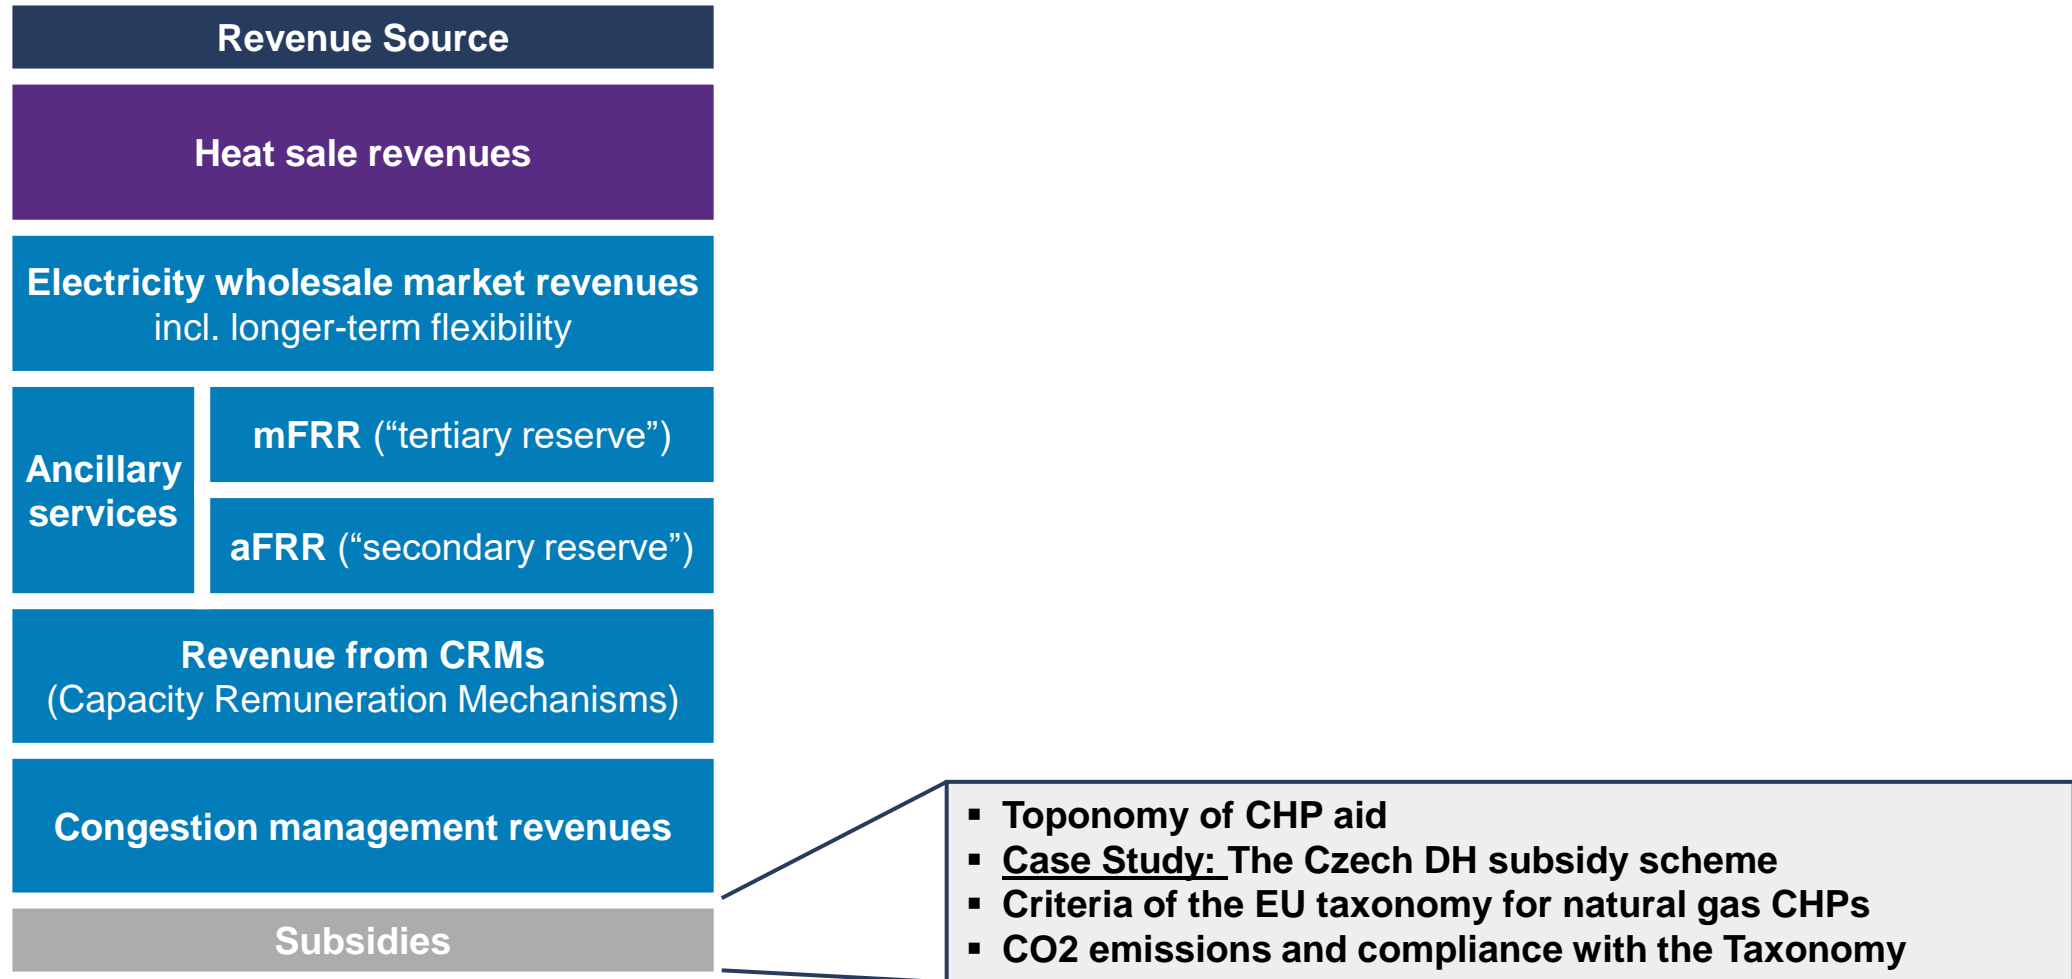 Revenue Source
Heat sale revenues
Electricity wholesale market revenues
incl. longer-term flexibility
Ancillary
services
mFRR (“tertiary reserve”)
aFRR (“secondary reserve”)
Revenue from CRMs
(Capacity Remuneration Mechanisms)
Congestion management revenues
Subsidies
▪ Toponomy of CHP aid
▪ Case Study: The Czech DH subsidy scheme
▪ Criteria of the EU taxonomy for natural gas CHPs
▪ CO2 emissions and compliance with the Taxonomy